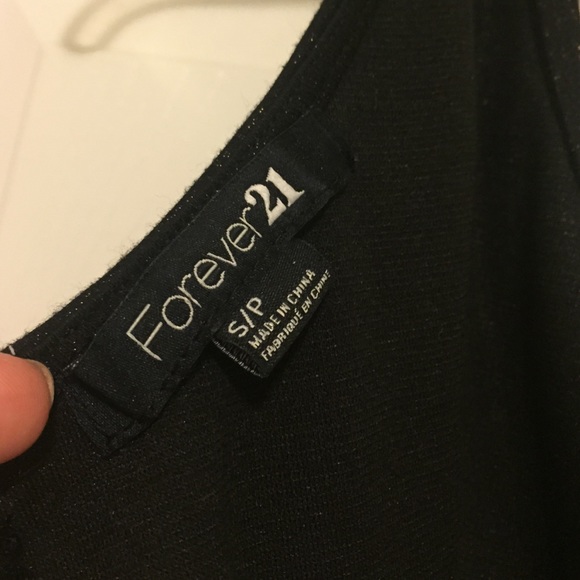 Forever21
S/P
MADE IN CHINA
FABRIQUÉ EN CHINE